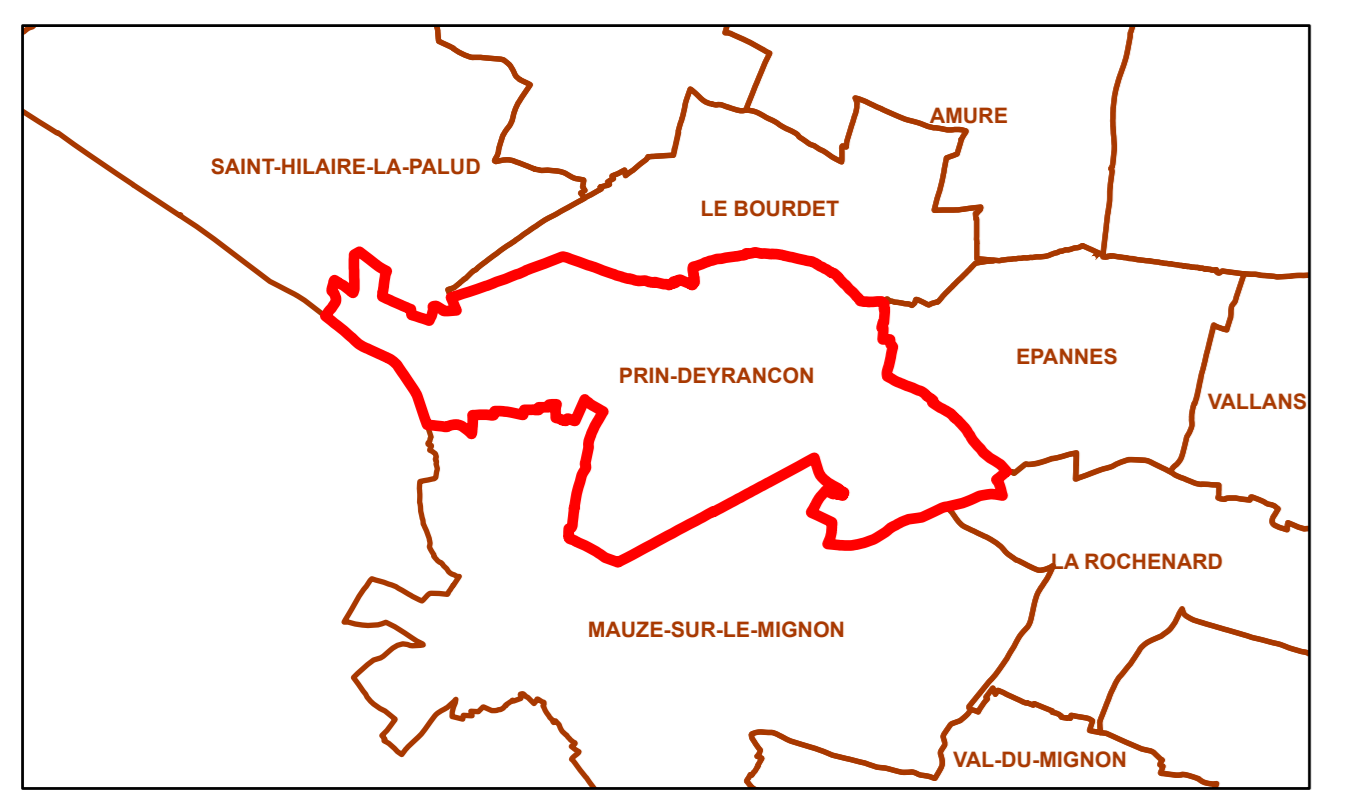 AMURE
SAINT-HILAIRE-LA-PALUD
LE BOURDET
EPANNES
PRIN-DEYRANCON
VALLANS
LA ROCHENARD
MAUZE-SUR-LE-MIGNON
VAL-DU-MIGNON